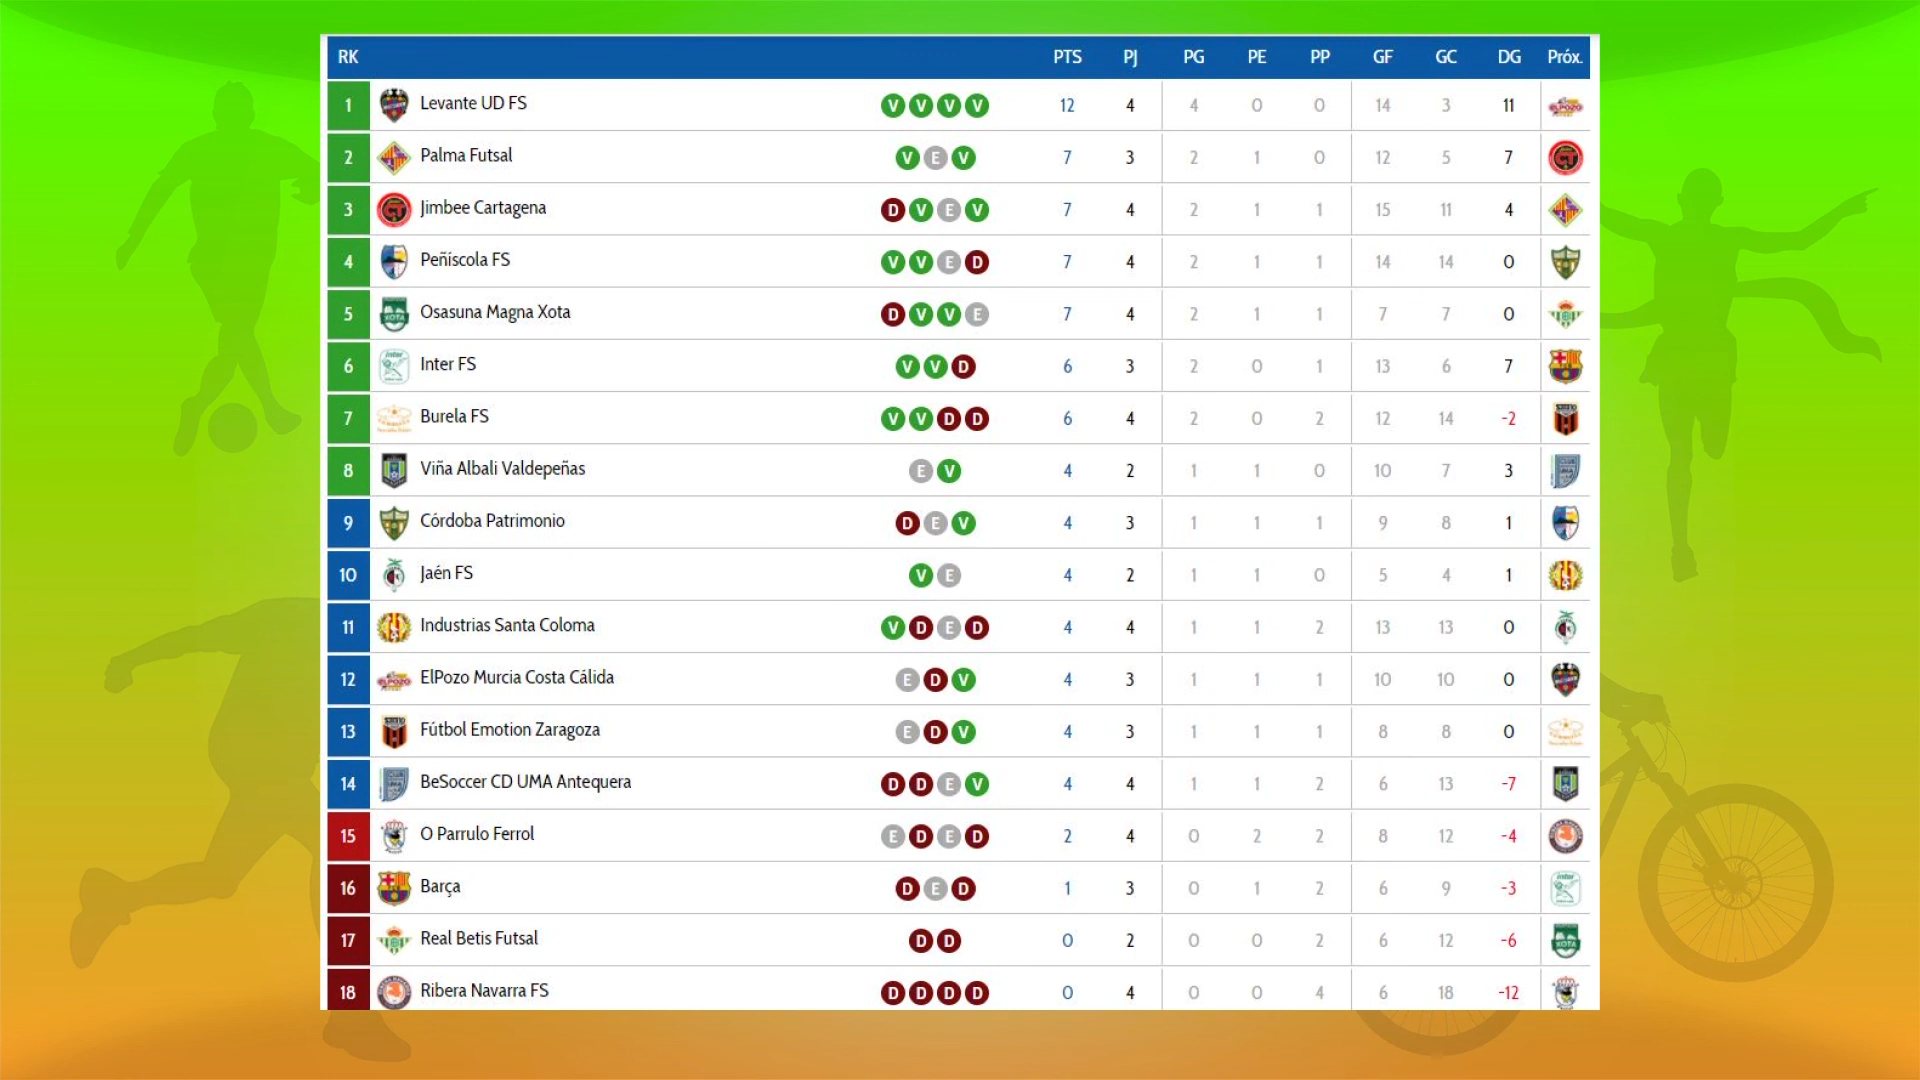 RK PTS PJ PG PE PP GF GC DG Próx.
1 Levante UD FS V V V V 12 4 4 0 0 14 3 11
2 Palma Futsal V E V 7 3 2 1 0 12 5 7
3 Jimbee Cartagena D V E V 7 4 2 1 1 15 11 4
4 Peñíscola FS V V E D 7 4 2 1 1 14 14 0
5 Osasuna Magna Xota D V V E 7 4 2 1 1 7 7 0
6 Inter FS V V D 6 3 2 0 1 13 6 7
7 Burela FS V V D D 6 4 2 0 2 12 14 -2
8 Viña Albali Valdepeñas E V 4 2 1 1 0 10 7 3
9 Córdoba Patrimonio D E V 4 3 1 1 1 9 8 1
10 Jaén FS V E 4 2 1 1 0 5 4 1
11 Industrias Santa Coloma V D E D 4 4 1 1 2 13 13 0
12 ElPozo Murcia Costa Cálida E D V 4 3 1 1 1 10 10 0
13 Fútbol Emotion Zaragoza E D V 4 3 1 1 1 8 8 0
14 BeSoccer CD UMA Antequera D D E V 4 4 1 1 2 6 13 -7
15 O Parrulo Ferrol E D E D 2 4 0 2 2 8 12 -4
16 Barça D E D 1 3 0 1 2 6 9 -3
17 Real Betis Futsal D D 0 2 0 0 2 6 12 -6
18 Ribera Navarra FS D D D D 0 4 0 0 4 6 18 -12